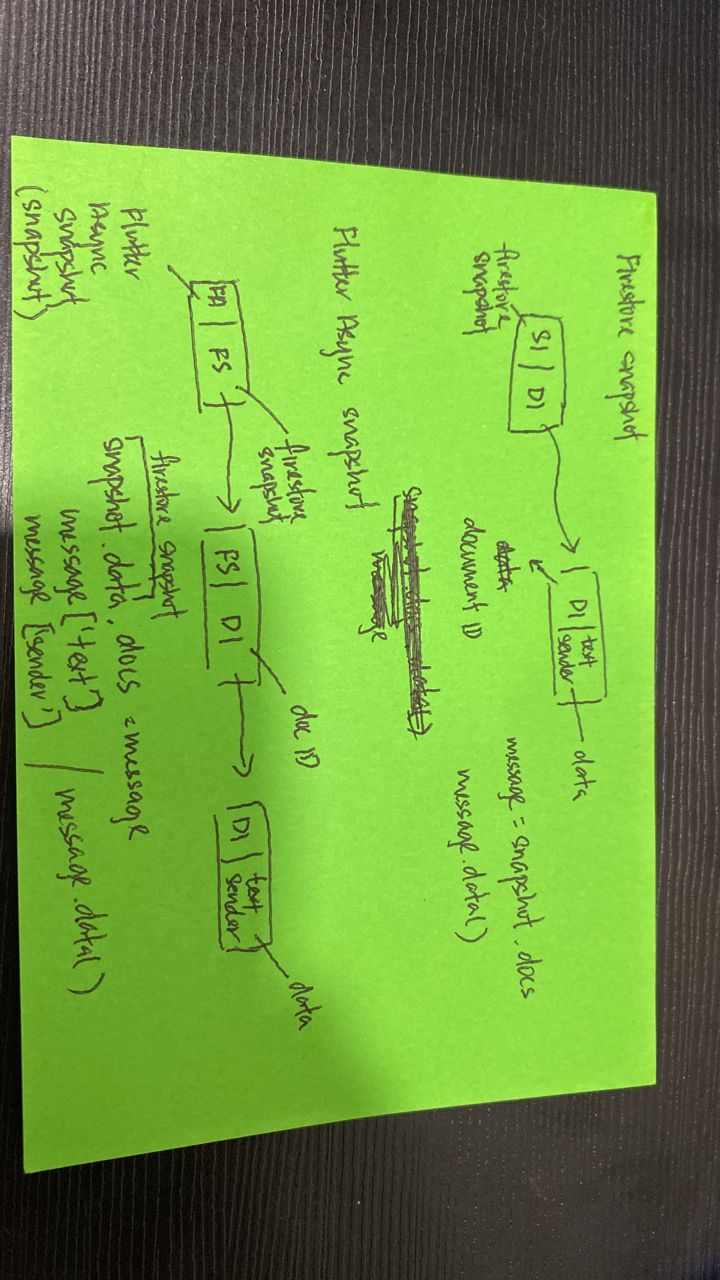 Firestore snapshot
firestore
snapshot
S1 | D1
D1 | text
sender
data
data
document ID
message = snapshot.docs
message.data()
Flutter Async snapshot
message
FA | FS
firestore
snapshot
FS | D1
doc ID
D1 | text
sender
data
Flutter
Async
snapshot
(snapshot)
firestore snapshot
snapshot.data, docs = message
message ['text']
message ['sender'] / message.data()